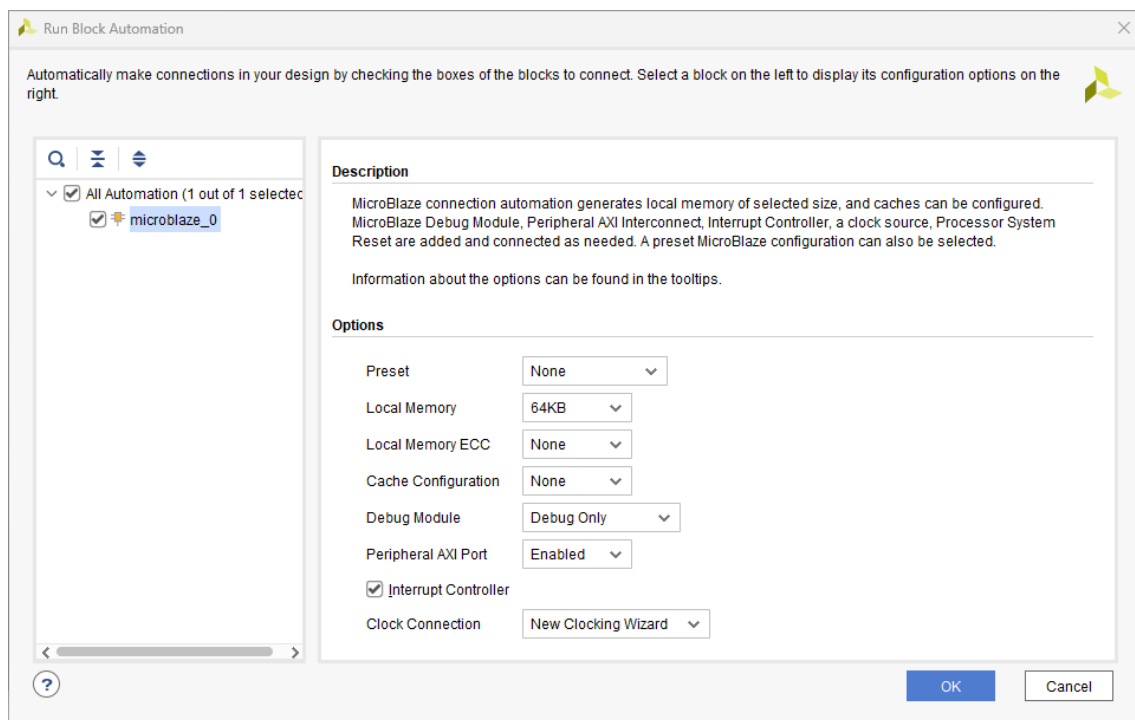 Run Block Automation
Automatically make connections in your design by checking the boxes of the blocks to connect. Select a block on the left to display its configuration options on the
right.
All Automation (1 out of 1 selected
microblaze_0
Description
MicroBlaze connection automation generates local memory of selected size, and caches can be configured.
MicroBlaze Debug Module, Peripheral AXI Interconnect, Interrupt Controller, a clock source, Processor System
Reset are added and connected as needed. A preset MicroBlaze configuration can also be selected.
Information about the options can be found in the tooltips.
Options
Preset None
Local Memory 64KB
Local Memory ECC None
Cache Configuration None
Debug Module Debug Only
Peripheral AXI Port Enabled
Interrupt Controller
Clock Connection New Clocking Wizard
? OK Cancel